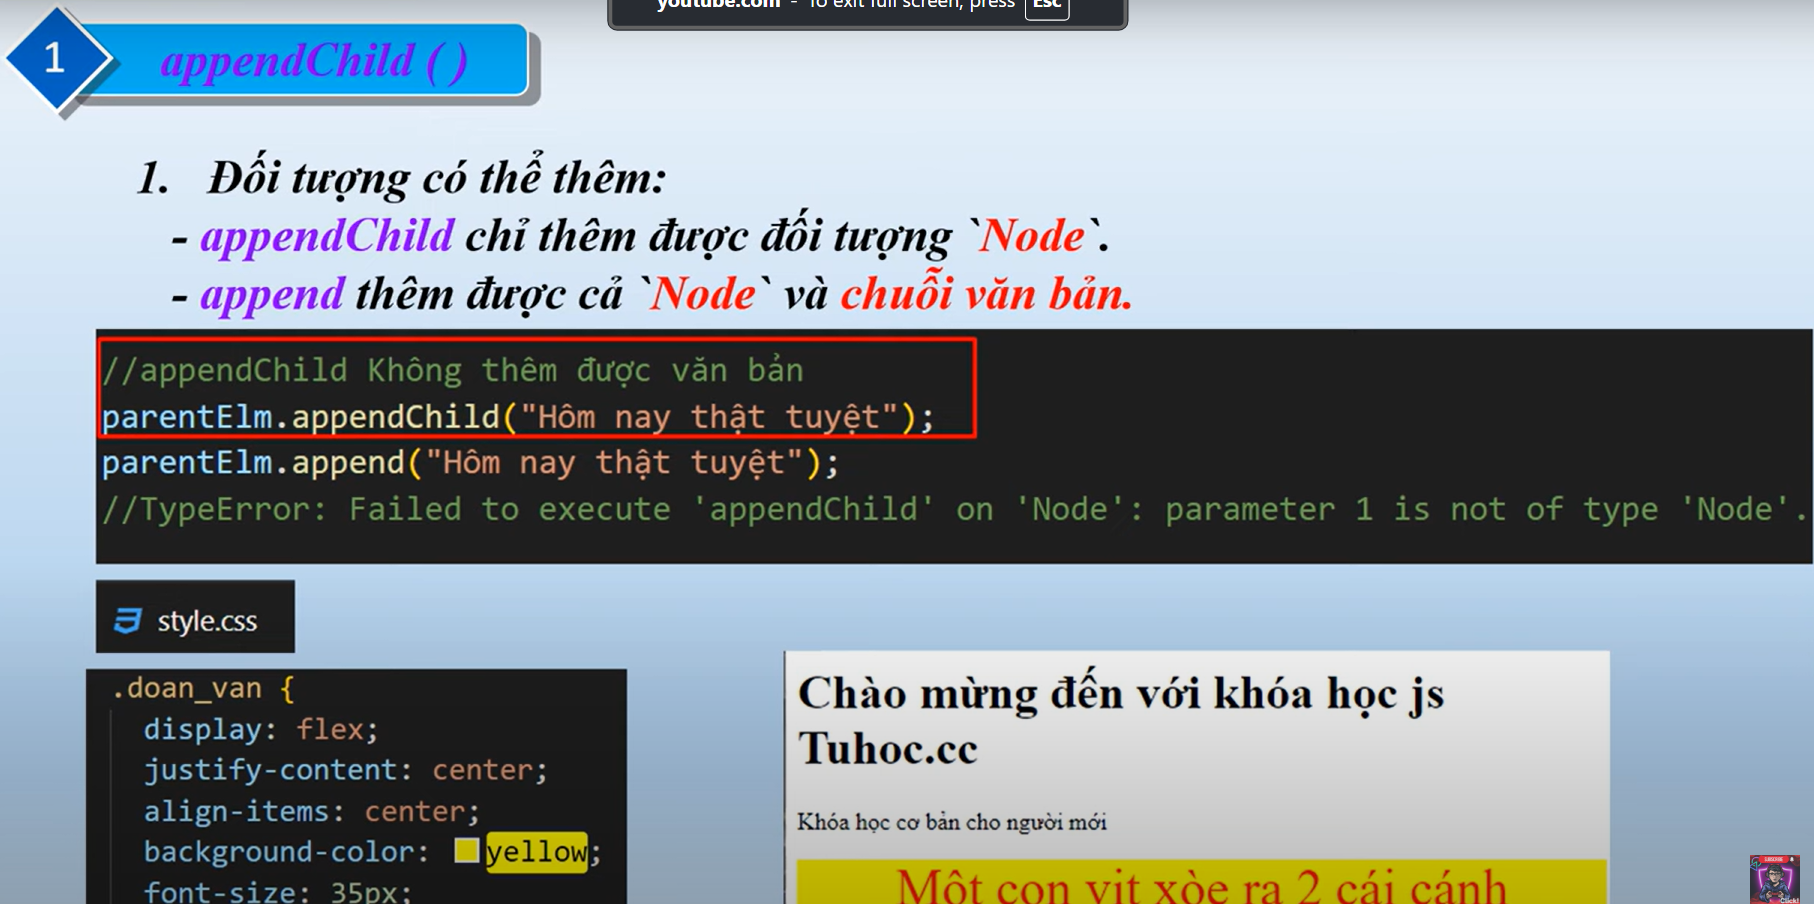 youtube.com - To exit full screen, press Esc
1
appendChild ( )
1. Đối tượng có thể thêm:
- appendChild chỉ thêm được đối tượng `Node`.
- append thêm được cả `Node` và chuỗi văn bản.
//appendChild Không thêm được văn bản
parentElm.appendChild("Hôm nay thật tuyệt");
parentElm.append("Hôm nay thật tuyệt");
//TypeError: Failed to execute 'appendChild' on 'Node': parameter 1 is not of type 'Node'.
style.css
.doan_van {
display: flex;
justify-content: center;
align-items: center;
background-color: yellow;
font-size: 35px;
Chào mừng đến với khóa học js
Tuhoc.cc
Khóa học cơ bản cho người mới
Một con vịt xòe ra 2 cái cánh
SUBSCRIBE
Click!